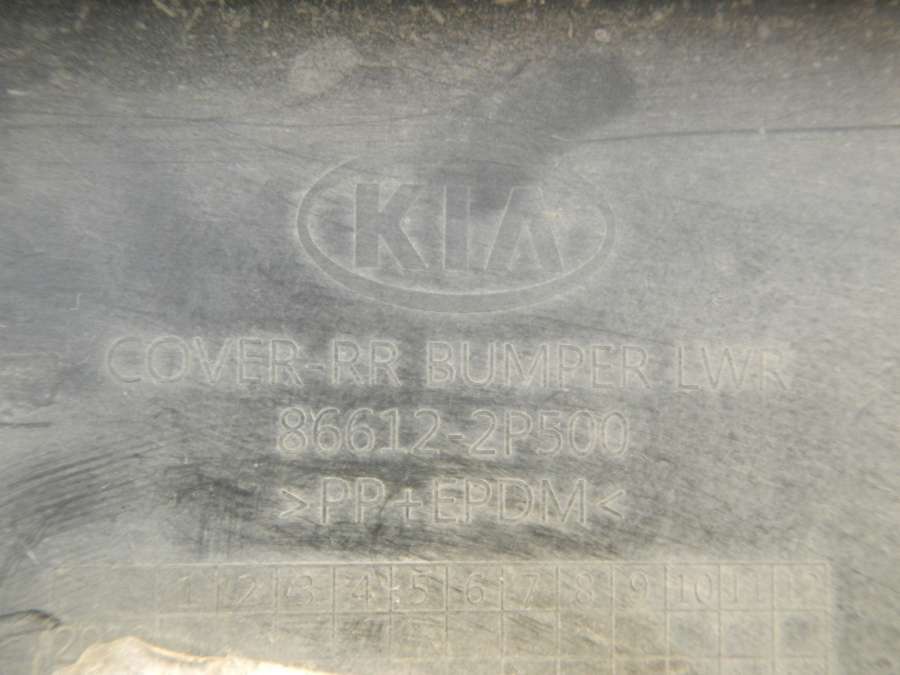 KIA
COVER-RR BUMPER LWR
86612-2P500
>PP+EPDM<
1 2 3 4 5 6 7 8 9 10 11 12